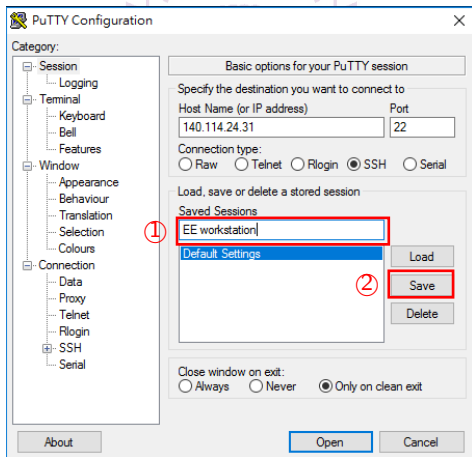 PuTTY Configuration
Category:
Session
Logging
Terminal
Keyboard
Bell
Features
Window
Appearance
Behaviour
Translation
Selection
Colours
Connection
Data
Proxy
Telnet
Rlogin
SSH
Serial
Basic options for your PuTTY session
Specify the destination you want to connect to
Host Name (or IP address) Port
140.114.24.31 22
Connection type:
Raw Telnet Rlogin SSH Serial
Load, save or delete a stored session
Saved Sessions
① EE workstation
Default Settings Load
② Save
Delete
Close window on exit:
Always Never Only on clean exit
About Open Cancel